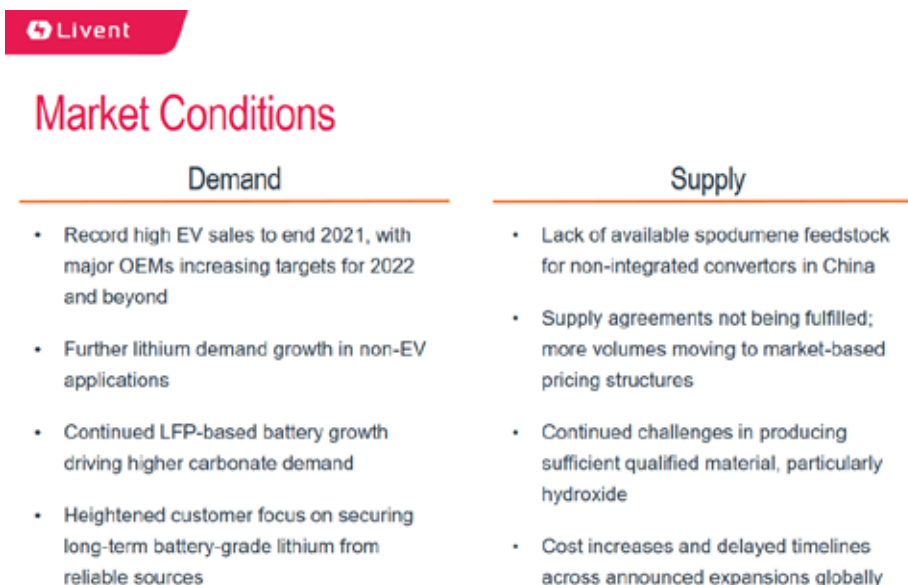 Livent
Market Conditions
Demand
• Record high EV sales to end 2021, with
major OEMs increasing targets for 2022
and beyond
• Further lithium demand growth in non-EV
applications
• Continued LFP-based battery growth
driving higher carbonate demand
• Heightened customer focus on securing
long-term battery-grade lithium from
reliable sources
Supply
• Lack of available spodumene feedstock
for non-integrated convertors in China
• Supply agreements not being fulfilled;
more volumes moving to market-based
pricing structures
• Continued challenges in producing
sufficient qualified material, particularly
hydroxide
• Cost increases and delayed timelines
across announced expansions globally